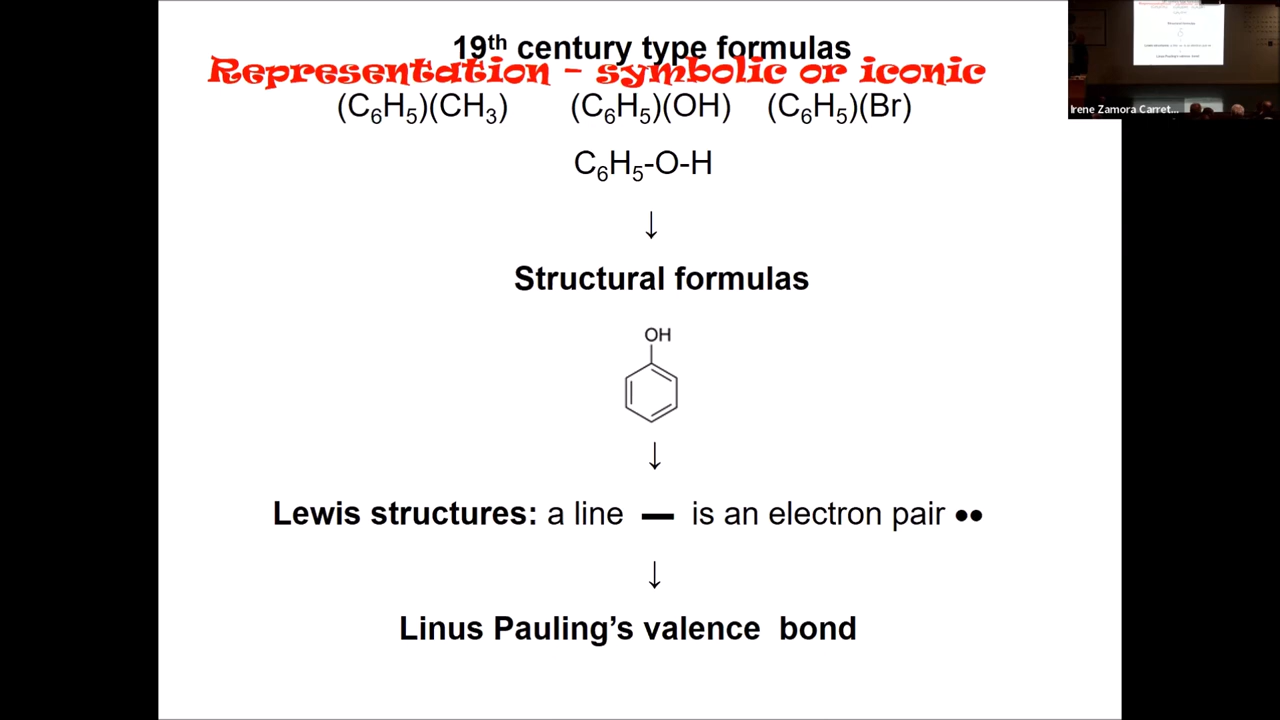 19th century type formulas
Representation – symbolic or iconic
(C6H5)(CH3) (C6H5)(OH) (C6H5)(Br)
C6H5-O-H
↓
Structural formulas
OH
↓
Lewis structures: a line — is an electron pair ●●
↓
Linus Pauling’s valence bond
Irene Zamora Carret...